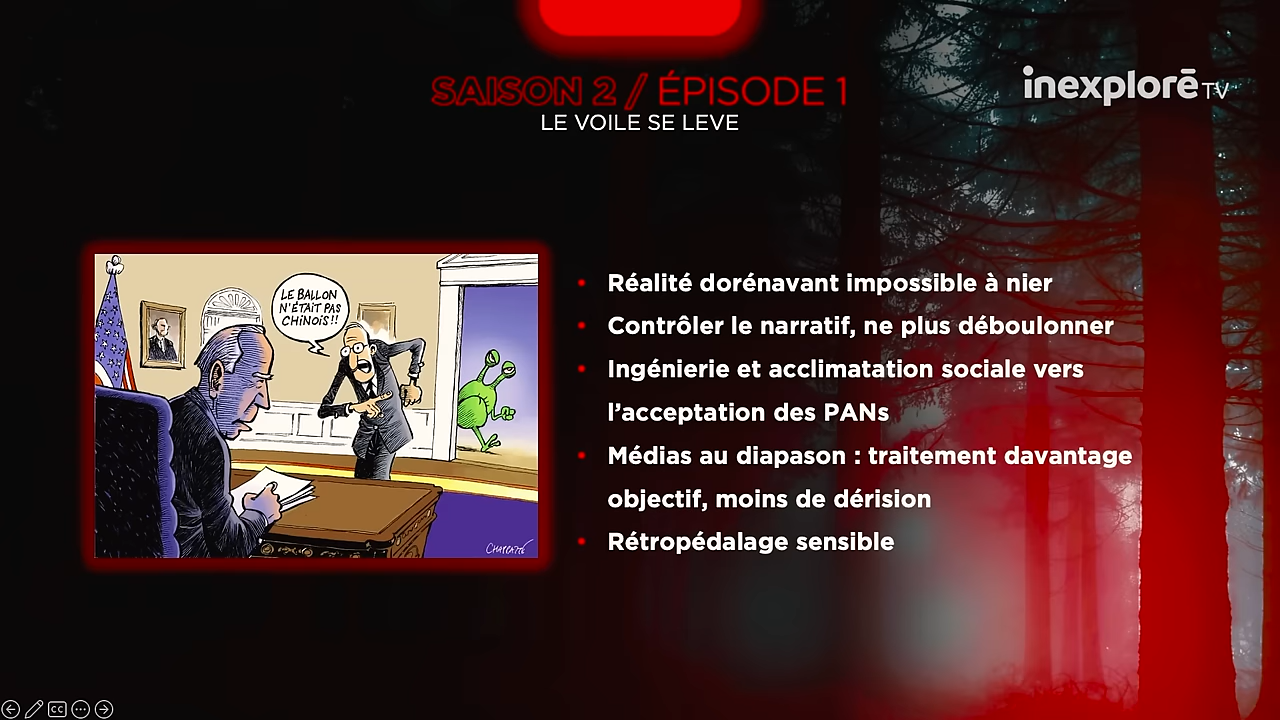 SAISON 2 / ÉPISODE 1
LE VOILE SE LEVE
inexplorē TV
LE BALLON
N'ÉTAIT PAS
CHINOIS!!
CHAPPATTE
• Réalité dorénavant impossible à nier
• Contrôler le narratif, ne plus déboulonner
• Ingénierie et acclimatation sociale vers
l’acceptation des PANs
• Médias au diapason : traitement davantage
objectif, moins de dérision
• Rétropédalage sensible
CC